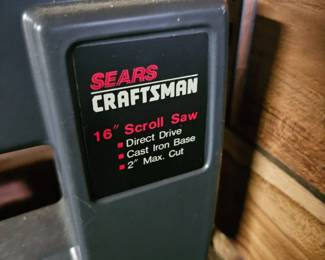 SEARS
CRAFTSMAN
16" Scroll Saw
▪ Direct Drive
▪ Cast Iron Base
▪ 2" Max. Cut